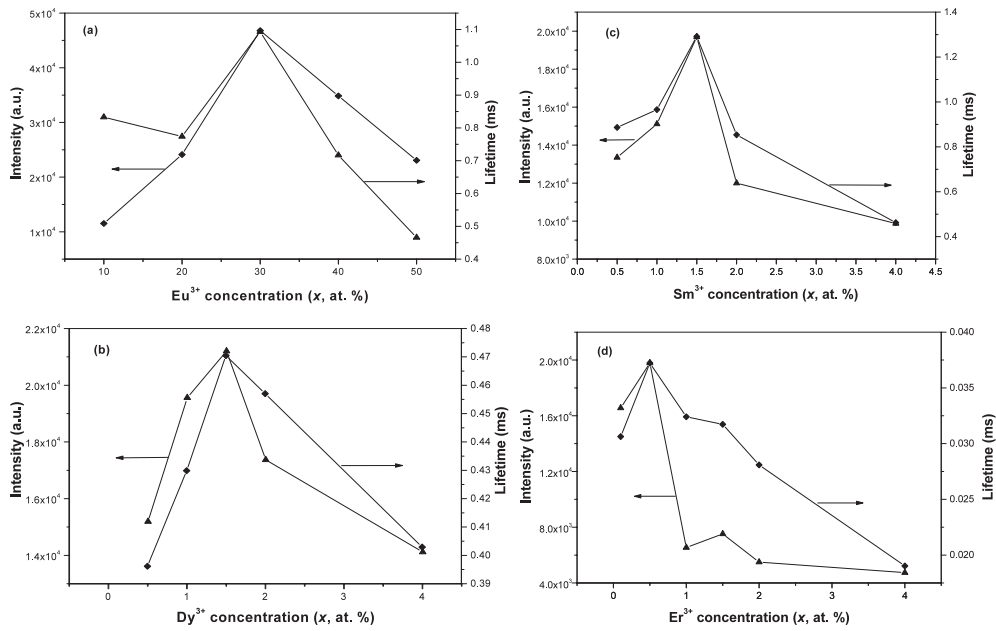 (a)
5x10⁴
4x10⁴
3x10⁴
2x10⁴
1x10⁴
Intensity (a.u.)
1.1
1.0
0.9
0.8
0.7
0.6
0.5
0.4
Lifetime (ms)
10 20 30 40 50
Eu³⁺ concentration (x, at. %)
(c)
2.0x10⁴
1.8x10⁴
1.6x10⁴
1.4x10⁴
1.2x10⁴
1.0x10⁴
8.0x10³
Intensity (a.u.)
1.4
1.2
1.0
0.8
0.6
0.4
Lifetime (ms)
0.0 0.5 1.0 1.5 2.0 2.5 3.0 3.5 4.0 4.5
Sm³⁺ concentration (x, at. %)
(b)
2.2x10⁴
2.0x10⁴
1.8x10⁴
1.6x10⁴
1.4x10⁴
Intensity (a.u.)
0.48
0.47
0.46
0.45
0.44
0.43
0.42
0.41
0.40
0.39
Lifetime (ms)
0 1 2 3 4 5
Dy³⁺ concentration (x, at. %)
(d)
2.0x10⁴
1.6x10⁴
1.2x10⁴
8.0x10³
4.0x10³
Intensity (a.u.)
0.040
0.035
0.030
0.025
0.020
Lifetime (ms)
0 1 2 3 4 5
Er³⁺ concentration (x, at. %)